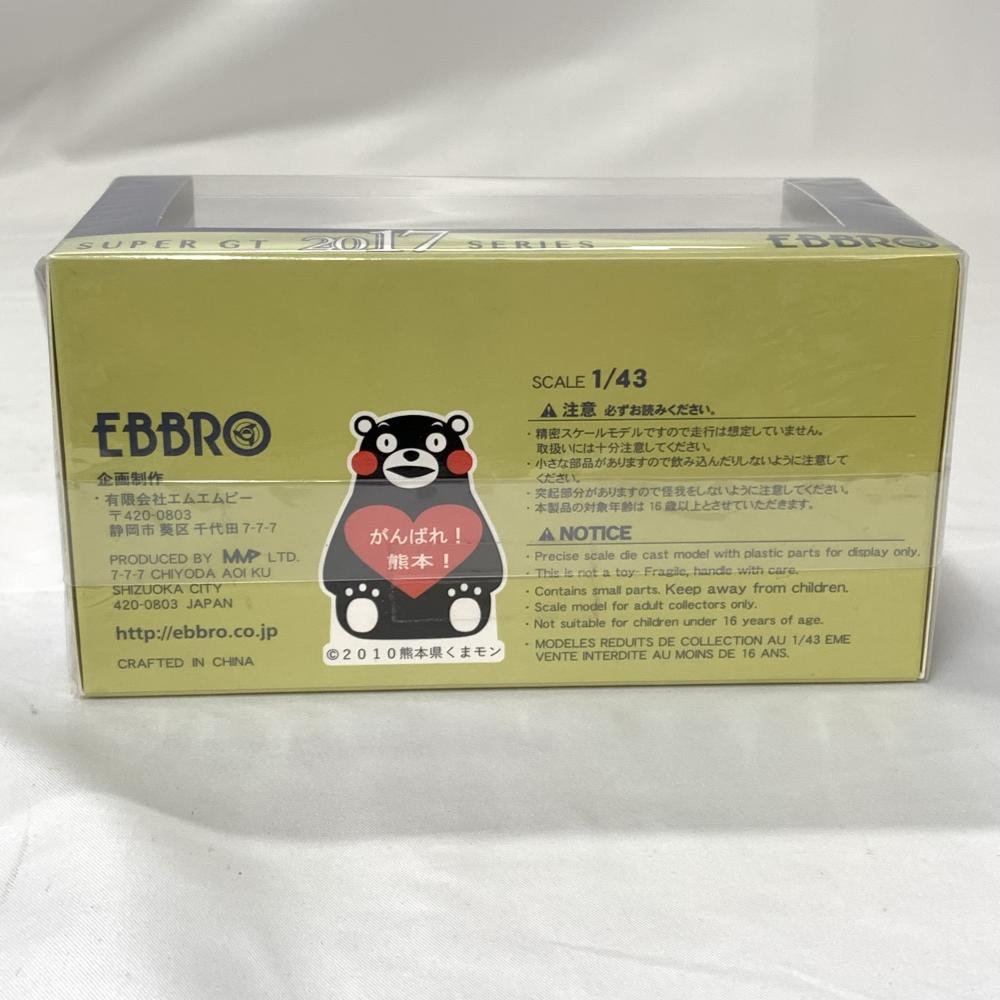 SUPER GT 2017 SERIES
EBBRO
EBBRO
企画制作
・有限会社エムエムピー
〒420-0803
静岡市 葵区 千代田 7-7-7
PRODUCED BY MMP LTD.
7-7-7 CHIYODA AOI KU
SHIZUOKA CITY
420-0803 JAPAN
http://ebbro.co.jp
CRAFTED IN CHINA
がんばれ！
熊本！
©2010熊本県くまモン
SCALE 1/43
注意 必ずお読みください。
・精密スケールモデルですので走行は想定していません。
取扱いには十分注意してください。
・小さな部品がありますので飲み込んだりしないように注意して
ください。
・突起部分がありますので怪我をしないように注意してください。
・本製品の対象年齢は 16 歳以上とさせていただきます。
NOTICE
・Precise scale die cast model with plastic parts for display only.
・This is not a toy- Fragile, handle with care.
・Contains small parts. Keep away from children.
・Scale model for adult collectors only.
・Not suitable for children under 16 years of age.
・MODELES REDUITS DE COLLECTION AU 1/43 EME
VENTE INTERDITE AU MOINS DE 16 ANS.